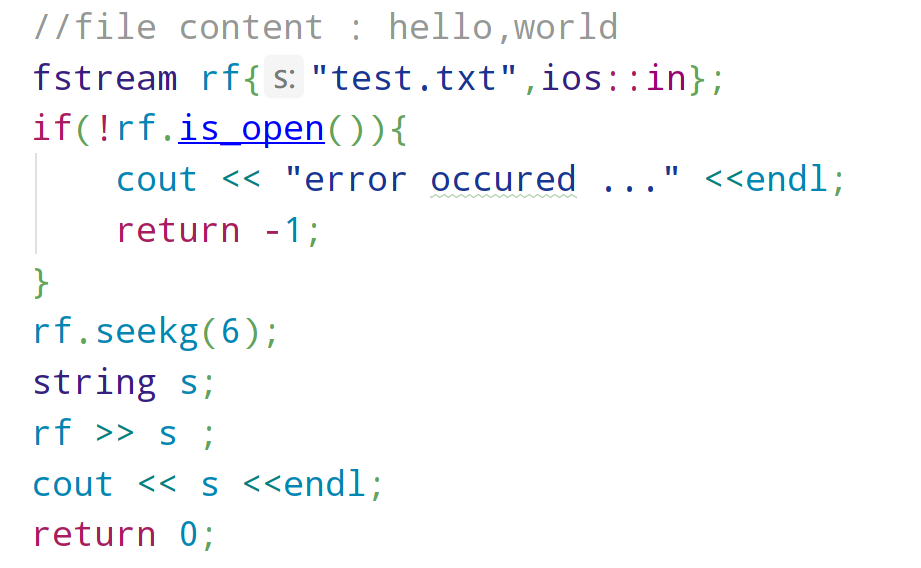 //file content : hello,world
fstream rf{s:"test.txt",ios::in};
if(!rf.is_open()){
    cout << "error occured ..." <<endl;
    return -1;
}
rf.seekg(6);
string s;
rf >> s ;
cout << s <<endl;
return 0;